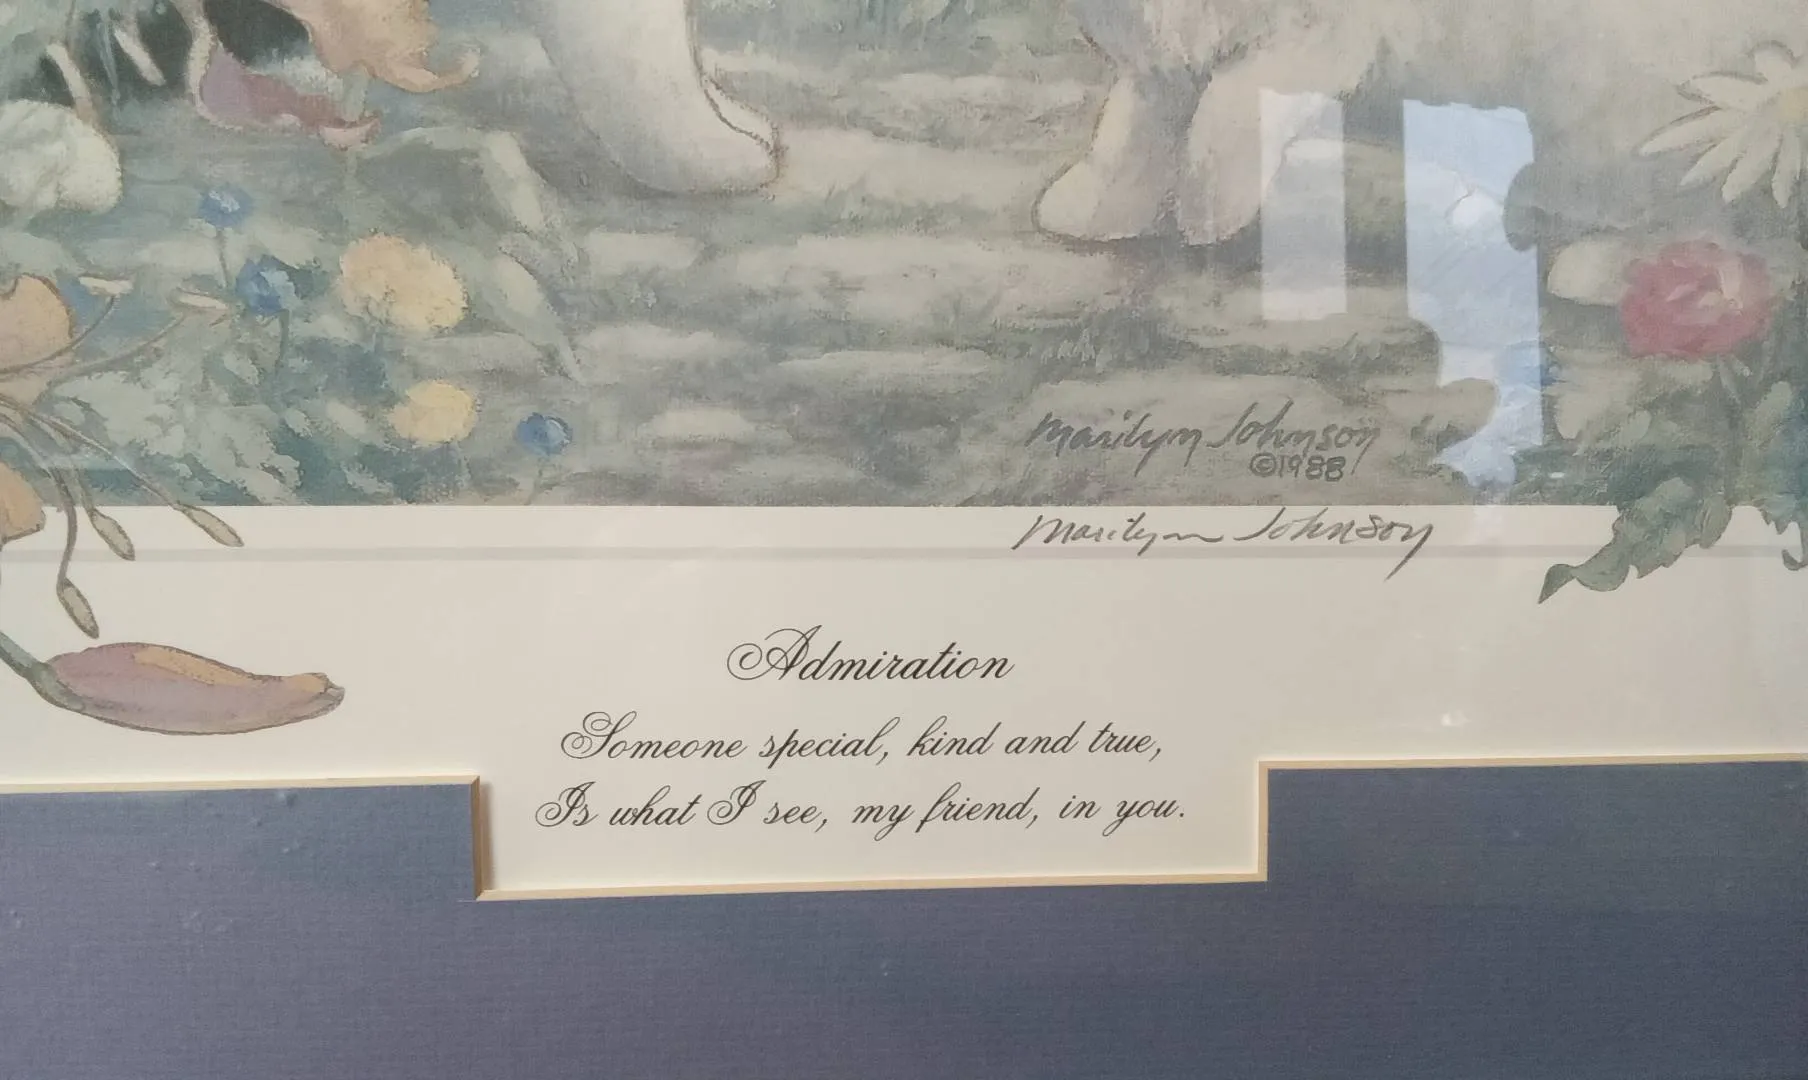 Marilyn Johnson
©1988
Marilyn Johnson
Admiration
Someone special, kind and true,
Is what I see, my friend, in you.